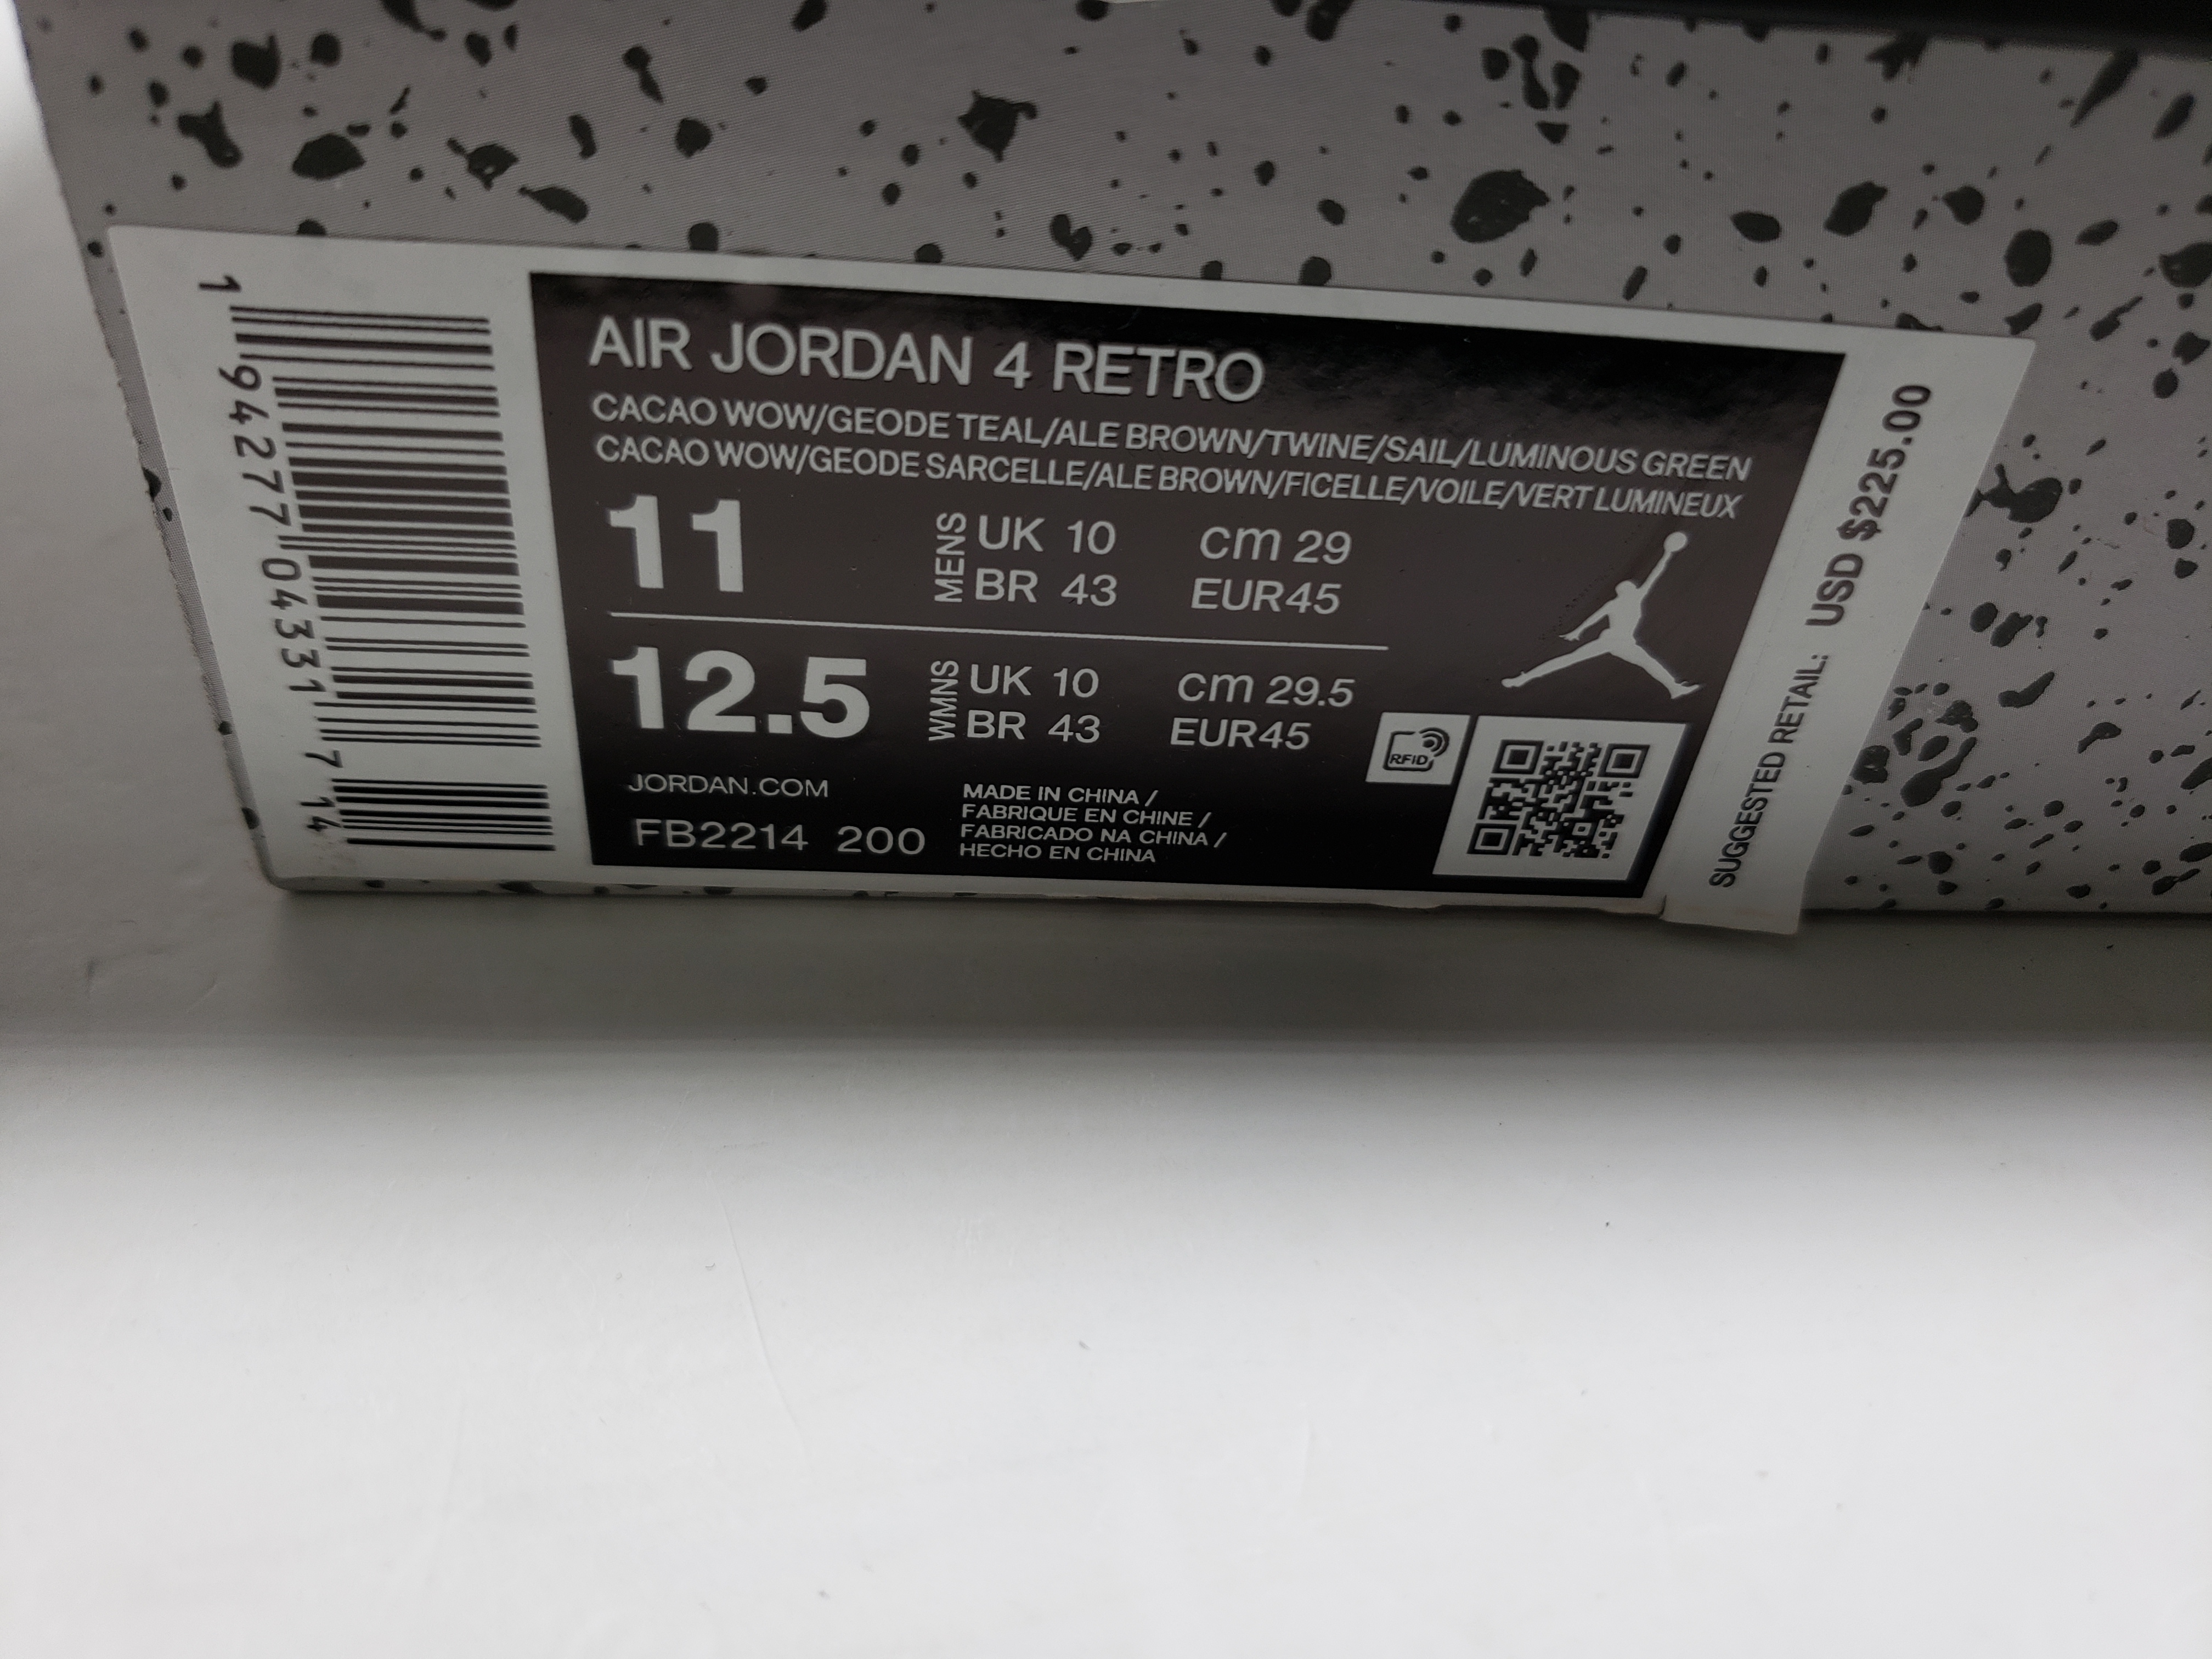 1 94277 04331 7 14
AIR JORDAN 4 RETRO
CACAO WOW/GEODE TEAL/ALE BROWN/TWINE/SAIL/LUMINOUS GREEN
CACAO WOW/GEODE SARCELLE/ALE BROWN/FICELLE/VOILE/VERT LUMINEUX
11
MENS
UK 10 cm 29
BR 43 EUR45
12.5
WMNS
UK 10 cm 29.5
BR 43 EUR45
RFID
JORDAN.COM
FB2214 200
MADE IN CHINA /
FABRIQUE EN CHINE /
FABRICADO NA CHINA /
HECHO EN CHINA
SUGGESTED RETAIL: USD $225.00